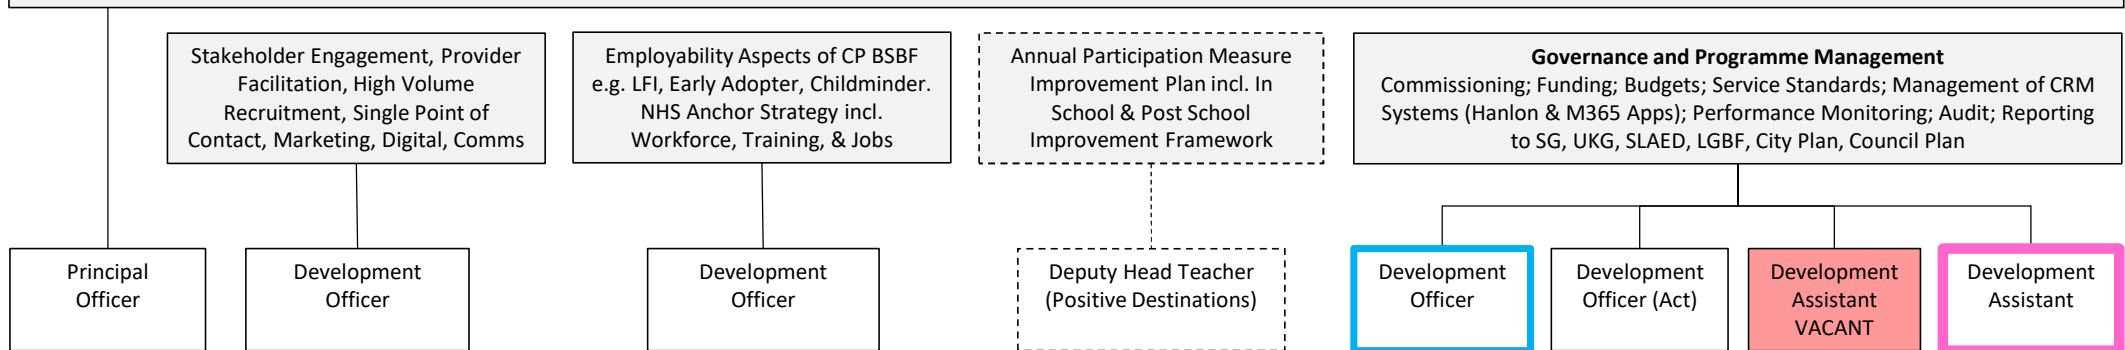 Stakeholder Engagement, Provider
Facilitation, High Volume
Recruitment, Single Point of
Contact, Marketing, Digital, Comms
Employability Aspects of CP BSBF
e.g. LFI, Early Adopter, Childminder.
NHS Anchor Strategy incl.
Workforce, Training, & Jobs
Annual Participation Measure
Improvement Plan incl. In
School & Post School
Improvement Framework
Governance and Programme Management
Commissioning; Funding; Budgets; Service Standards; Management of CRM
Systems (Hanlon & M365 Apps); Performance Monitoring; Audit; Reporting
to SG, UKG, SLAED, LGBF, City Plan, Council Plan
Principal
Officer
Development
Officer
Development
Officer
Deputy Head Teacher
(Positive Destinations)
Development
Officer
Development
Officer (Act)
Development
Assistant
VACANT
Development
Assistant